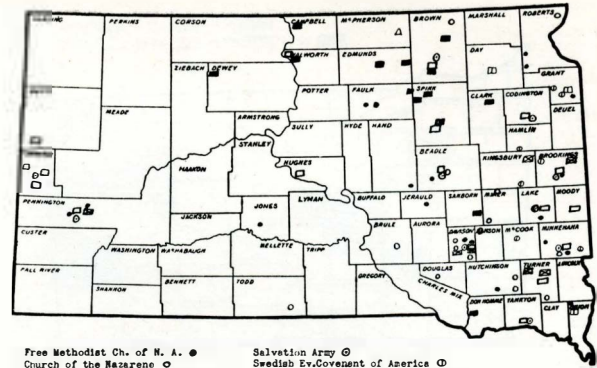 PERKINS CORSON CAMPBELL McPHERSON BROWN MARSHALL ROBERTS
WALWORTH EDMUNDS DAY
ZIEBACH DEWEY GRANT
POTTER FAULK SPINK CLARK CODINGTON
MEADE DEUEL
ARMSTRONG SULLY HYDE HAND HAMLIN
STANLEY BEADLE
HUGHES KINGSBURY BROOKINGS
HAAKON
PENNINGTON JONES LYMAN BUFFALO JERAULD SANBORN MINER LAKE MOODY
JACKSON
CUSTER BRULE AURORA DAVISON HANSON McCOOK MINNEHAHA
WASHINGTON WASHABAUGH MELLETTE TRIPP
FALL RIVER DOUGLAS HUTCHINSON TURNER LINCOLN
SHANNON BENNETT TODD GREGORY CHARLES MIX
BON HOMME YANKTON CLAY UNION
Free Methodist Ch. of N. A. Salvation Army
Church of the Nazarene Swedish Ev.Covenant of America